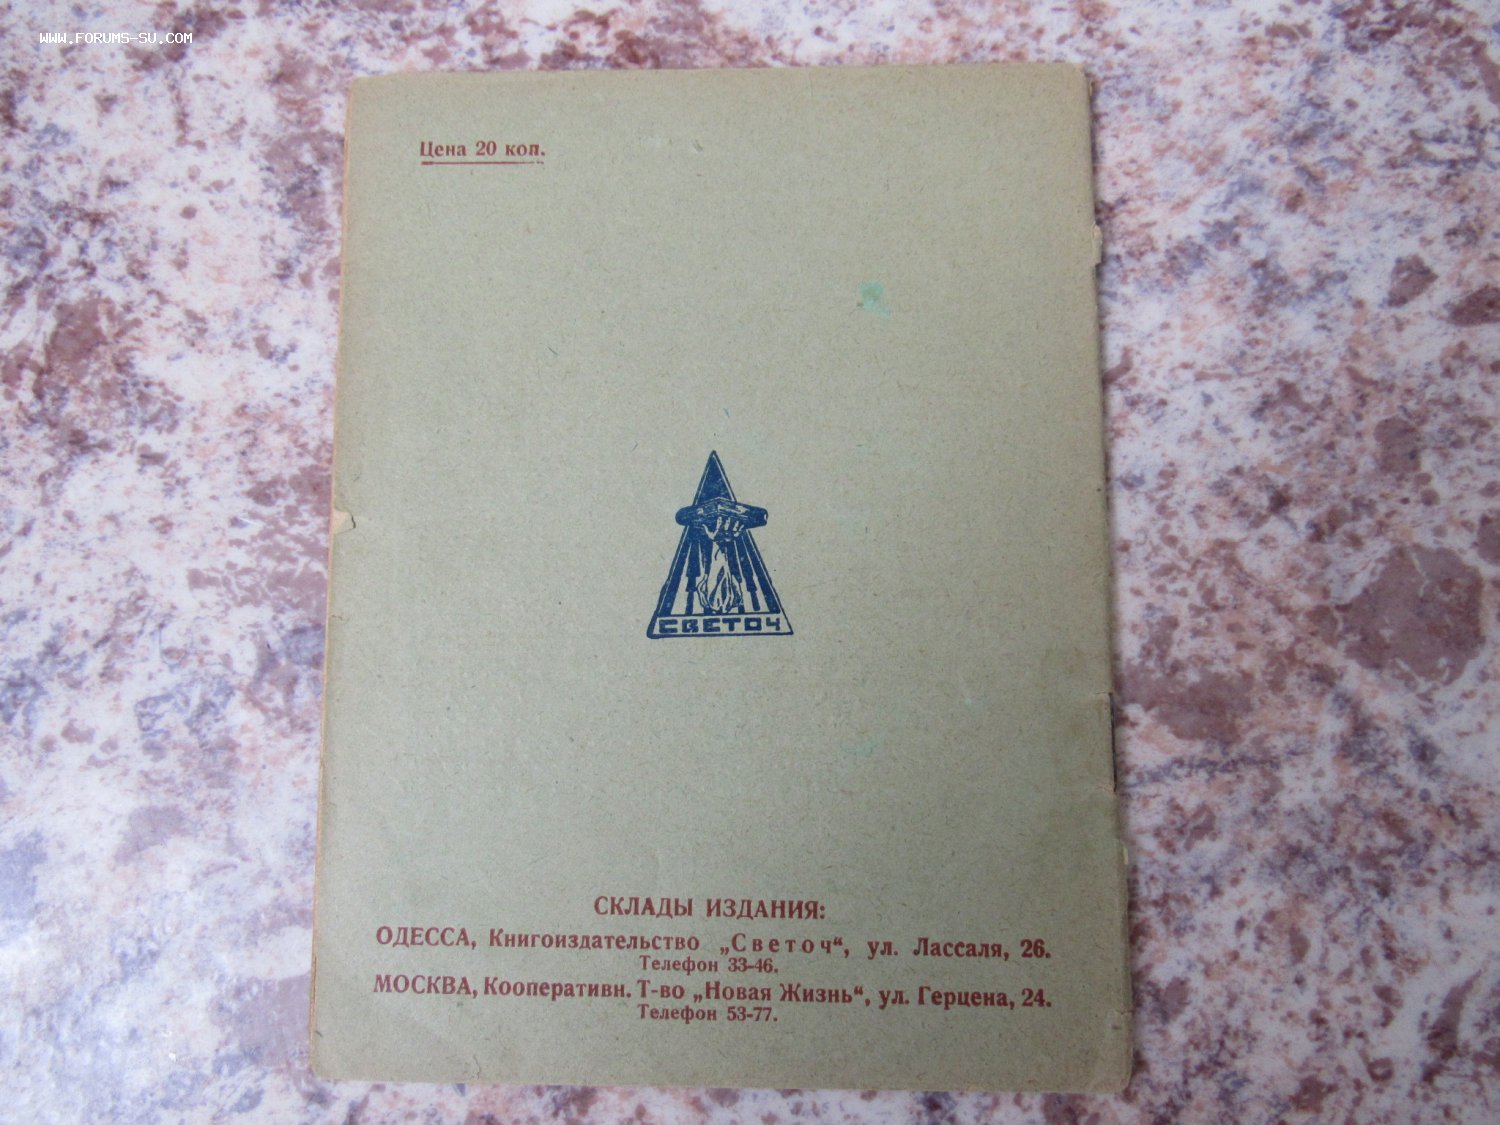 WWW.FORUMS-SU.COM
Цена 20 коп.
СВЕТОЧ
СКЛАДЫ ИЗДАНИЯ:
ОДЕССА, Книгоиздательство „Светоч“, ул. Лассаля, 26.
Телефон 33-46.
МОСКВА, Кооперативн. Т-во „Новая Жизнь“, ул. Герцена, 24.
Телефон 53-77.